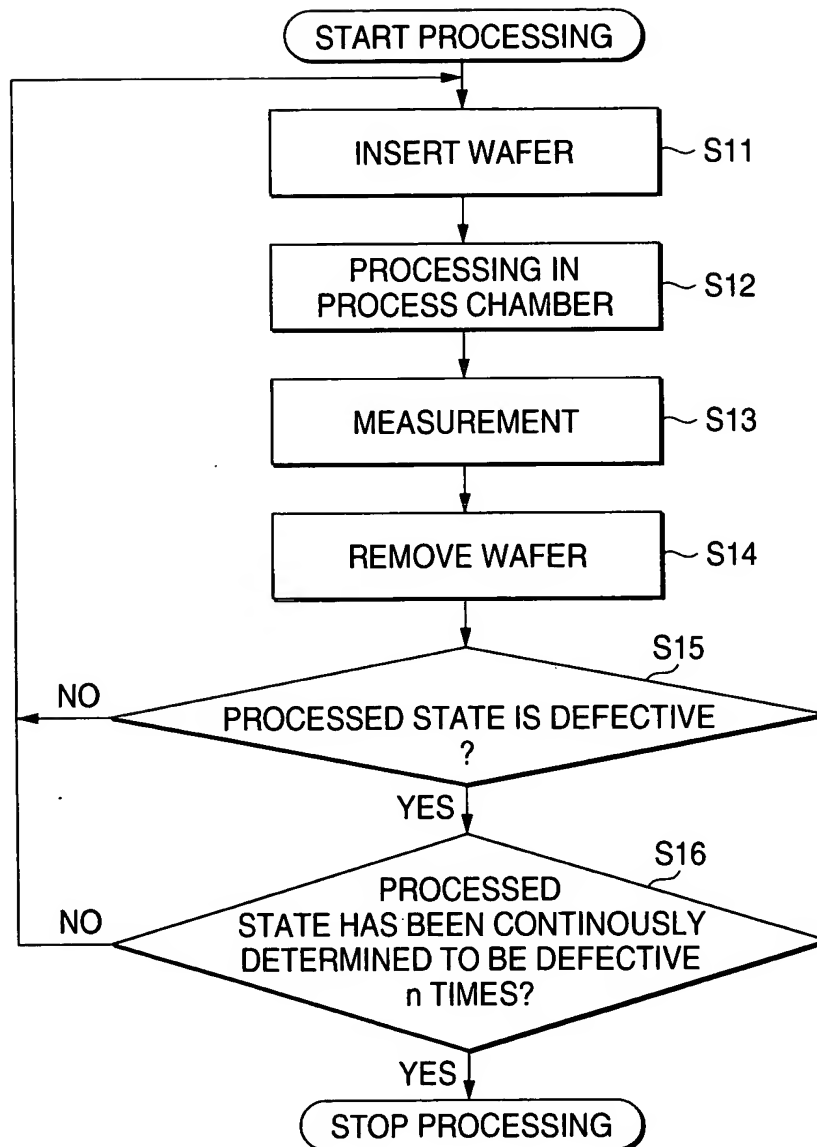 START PROCESSING
INSERT WAFER
S11
PROCESSING IN
PROCESS CHAMBER
S12
MEASUREMENT
S13
REMOVE WAFER
S14
S15
NO
PROCESSED STATE IS DEFECTIVE
?
YES
S16
NO
PROCESSED
STATE HAS BEEN CONTINOUSLY
DETERMINED TO BE DEFECTIVE
n TIMES?
YES
STOP PROCESSING